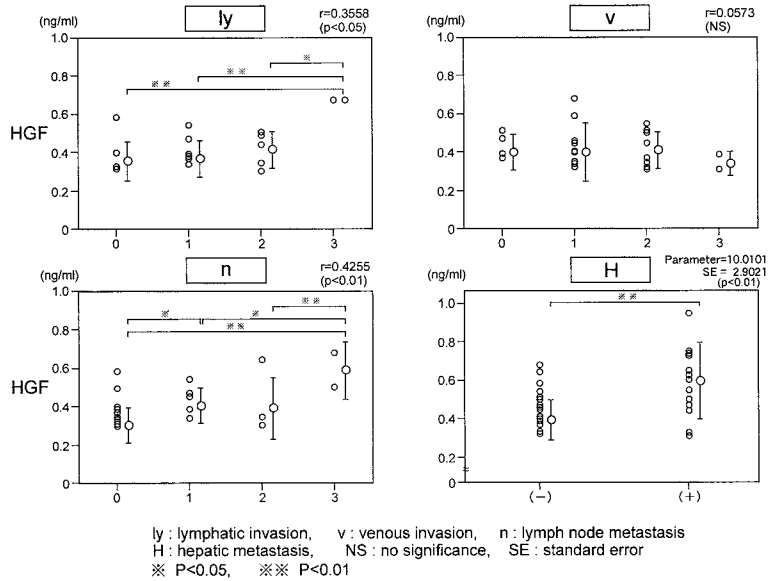 ly
r=0.3558
(p<0.05)
(ng/ml)
1.0
0.8
0.6
0.4
0.2
0
HGF
※
※※
※※
0 1 2 3
v
r=0.0573
(NS)
(ng/ml)
1.0
0.8
0.6
0.4
0.2
0
0 1 2 3
n
r=0.4255
(p<0.01)
(ng/ml)
1.0
0.8
0.6
0.4
0.2
0
HGF
※※
※ ※
※※
0 1 2 3
H
Parameter=10.0101
SE = 2.9021
(p<0.01)
(ng/ml)
1.0
0.8
0.6
0.4
0.2
0
※※
(−) (+)
ly : lymphatic invasion, v : venous invasion, n : lymph node metastasis
H : hepatic metastasis, NS : no significance, SE : standard error
※ P<0.05, ※※ P<0.01